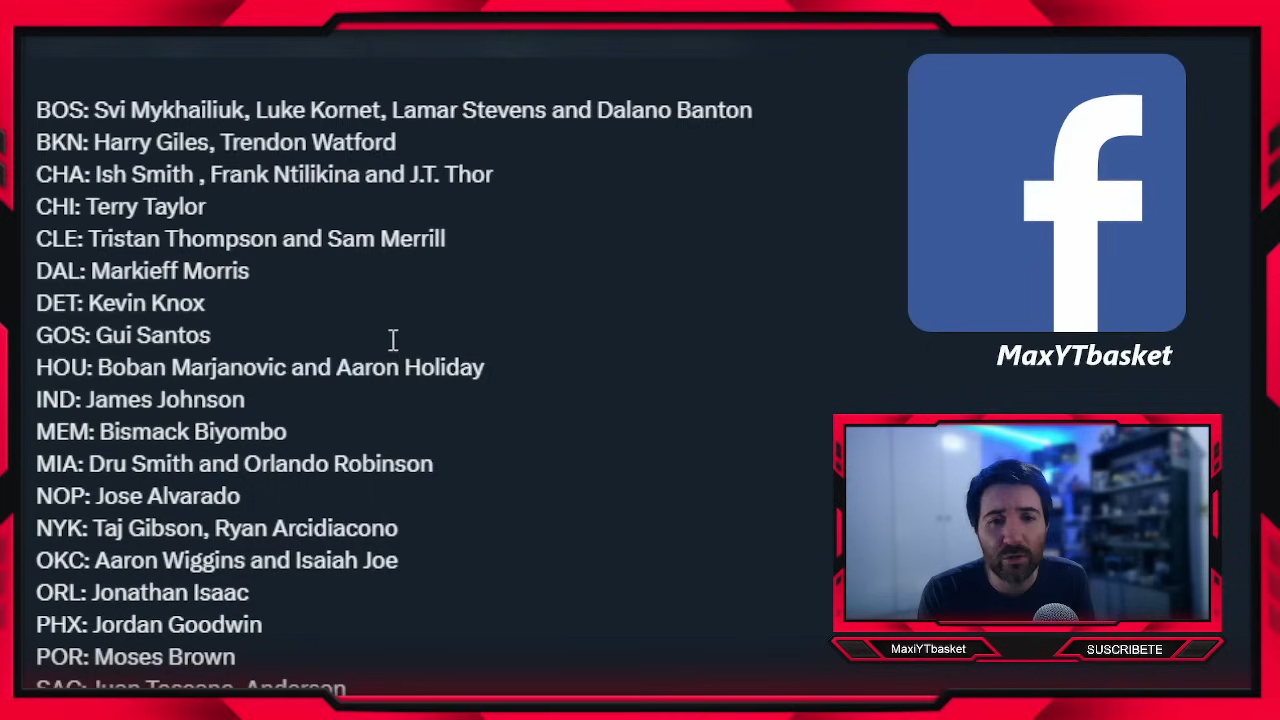 BOS: Svi Mykhailiuk, Luke Kornet, Lamar Stevens and Dalano Banton
BKN: Harry Giles, Trendon Watford
CHA: Ish Smith , Frank Ntilikina and J.T. Thor
CHI: Terry Taylor
CLE: Tristan Thompson and Sam Merrill
DAL: Markieff Morris
DET: Kevin Knox
GOS: Gui Santos
HOU: Boban Marjanovic and Aaron Holiday
IND: James Johnson
MEM: Bismack Biyombo
MIA: Dru Smith and Orlando Robinson
NOP: Jose Alvarado
NYK: Taj Gibson, Ryan Arcidiacono
OKC: Aaron Wiggins and Isaiah Joe
ORL: Jonathan Isaac
PHX: Jordan Goodwin
POR: Moses Brown
SAC: Juan Toscano, Anderson
f
MaxYTbasket
MaxiYTbasket
SUSCRIBETE